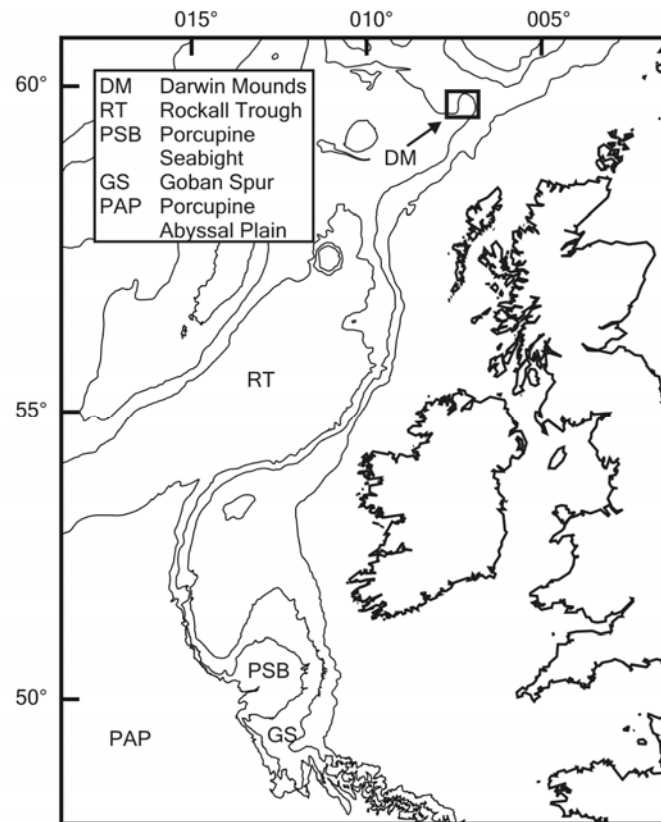 015° 010° 005°
60°
DM Darwin Mounds
RT Rockall Trough
PSB Porcupine
Seabight
GS Goban Spur
PAP Porcupine
Abyssal Plain
DM
RT
55°
PSB
50°
GS
PAP